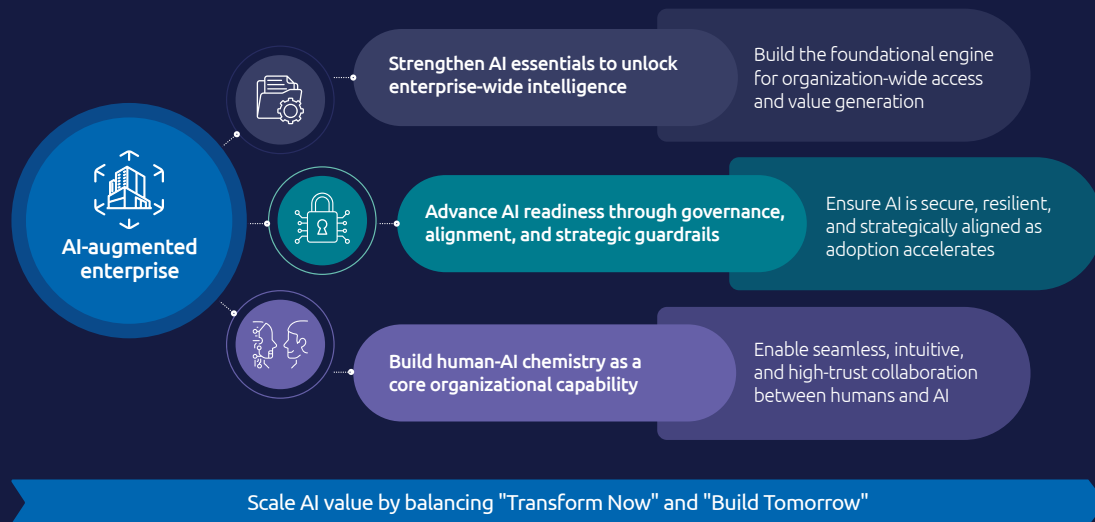 AI-augmented
enterprise
Strengthen AI essentials to unlock
enterprise-wide intelligence
Build the foundational engine
for organization-wide access
and value generation
Advance AI readiness through governance,
alignment, and strategic guardrails
Ensure AI is secure, resilient,
and strategically aligned as
adoption accelerates
Build human-AI chemistry as a
core organizational capability
Enable seamless, intuitive,
and high-trust collaboration
between humans and AI
Scale AI value by balancing "Transform Now" and "Build Tomorrow"